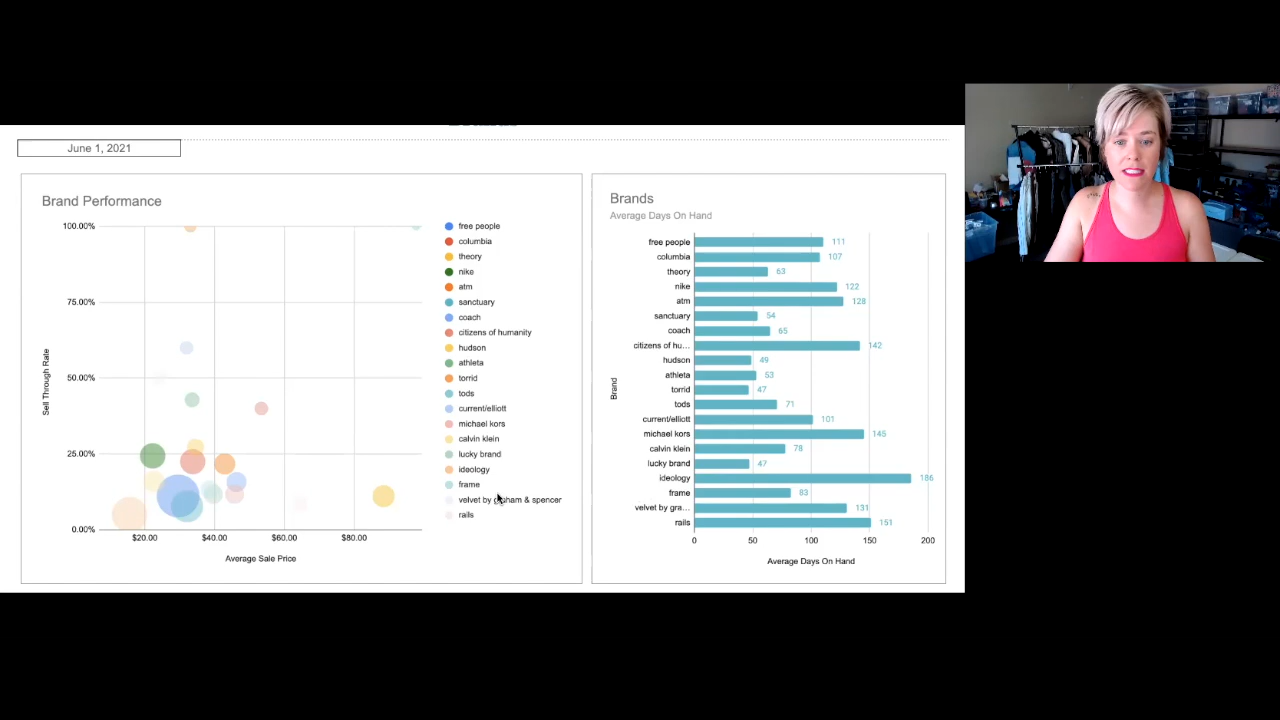 June 1, 2021
Brand Performance
100.00%
75.00%
50.00%
25.00%
0.00%
Sell Through Rate
$20.00 $40.00 $60.00 $80.00
Average Sale Price
free people
columbia
theory
nike
atm
sanctuary
coach
citizens of humanity
hudson
athleta
torrid
tods
current/elliott
michael kors
calvin klein
lucky brand
ideology
frame
velvet by graham & spencer
rails
Brands
Average Days On Hand
Brand
free people 111
columbia 107
theory 63
nike 122
atm 128
sanctuary 54
coach 65
citizens of hu... 142
hudson 49
athleta 53
torrid 47
tods 71
current/elliott 101
michael kors 145
calvin klein 78
lucky brand 47
ideology 186
frame 83
velvet by gra... 131
rails 151
0 50 100 150 200
Average Days On Hand